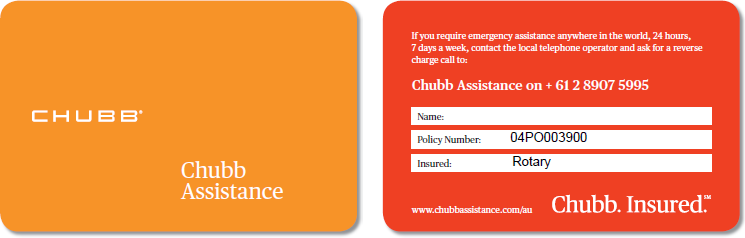 CHUBB®
Chubb
Assistance
If you require emergency assistance anywhere in the world, 24 hours,
7 days a week, contact the local telephone operator and ask for a reverse
charge call to:
Chubb Assistance on + 61 2 8907 5995
Name:
Policy Number: 04PO003900
Insured: Rotary
www.chubbassistance.com/au
Chubb. Insured.℠